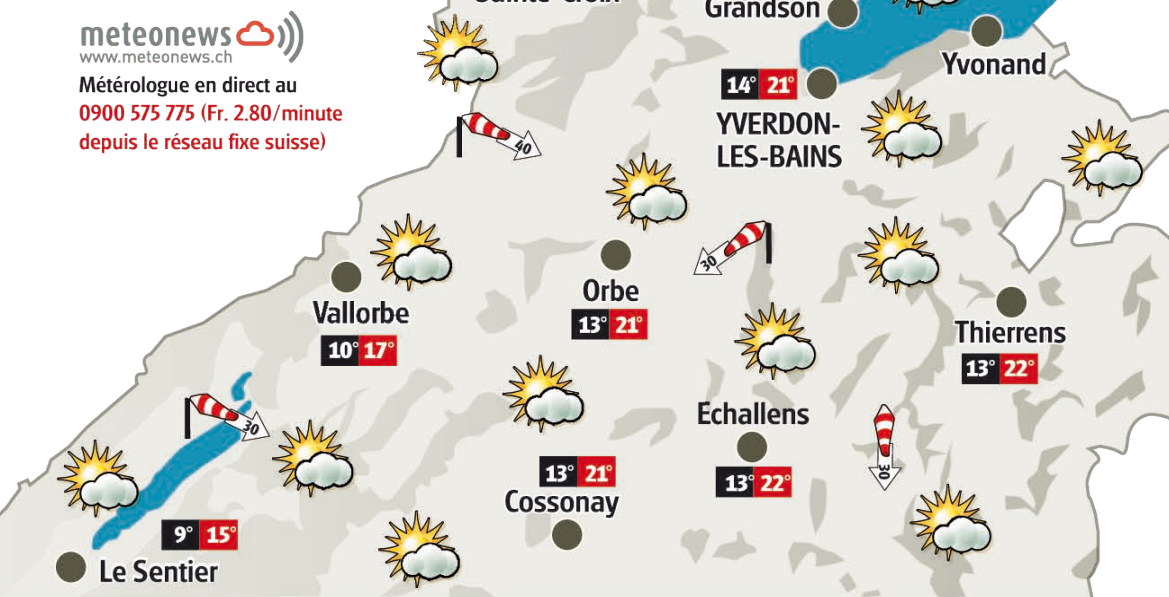 Grandson
meteonews
www.meteonews.ch
Yvonand
Métérologue en direct au
0900 575 775 (Fr. 2.80/minute
depuis le réseau fixe suisse)
14° 21°
YVERDON-
LES-BAINS
40
30
Orbe
13° 21°
Vallorbe
10° 17°
Thierrens
13° 22°
30
Echallens
13° 22°
30
13° 21°
Cossonay
9° 15°
Le Sentier